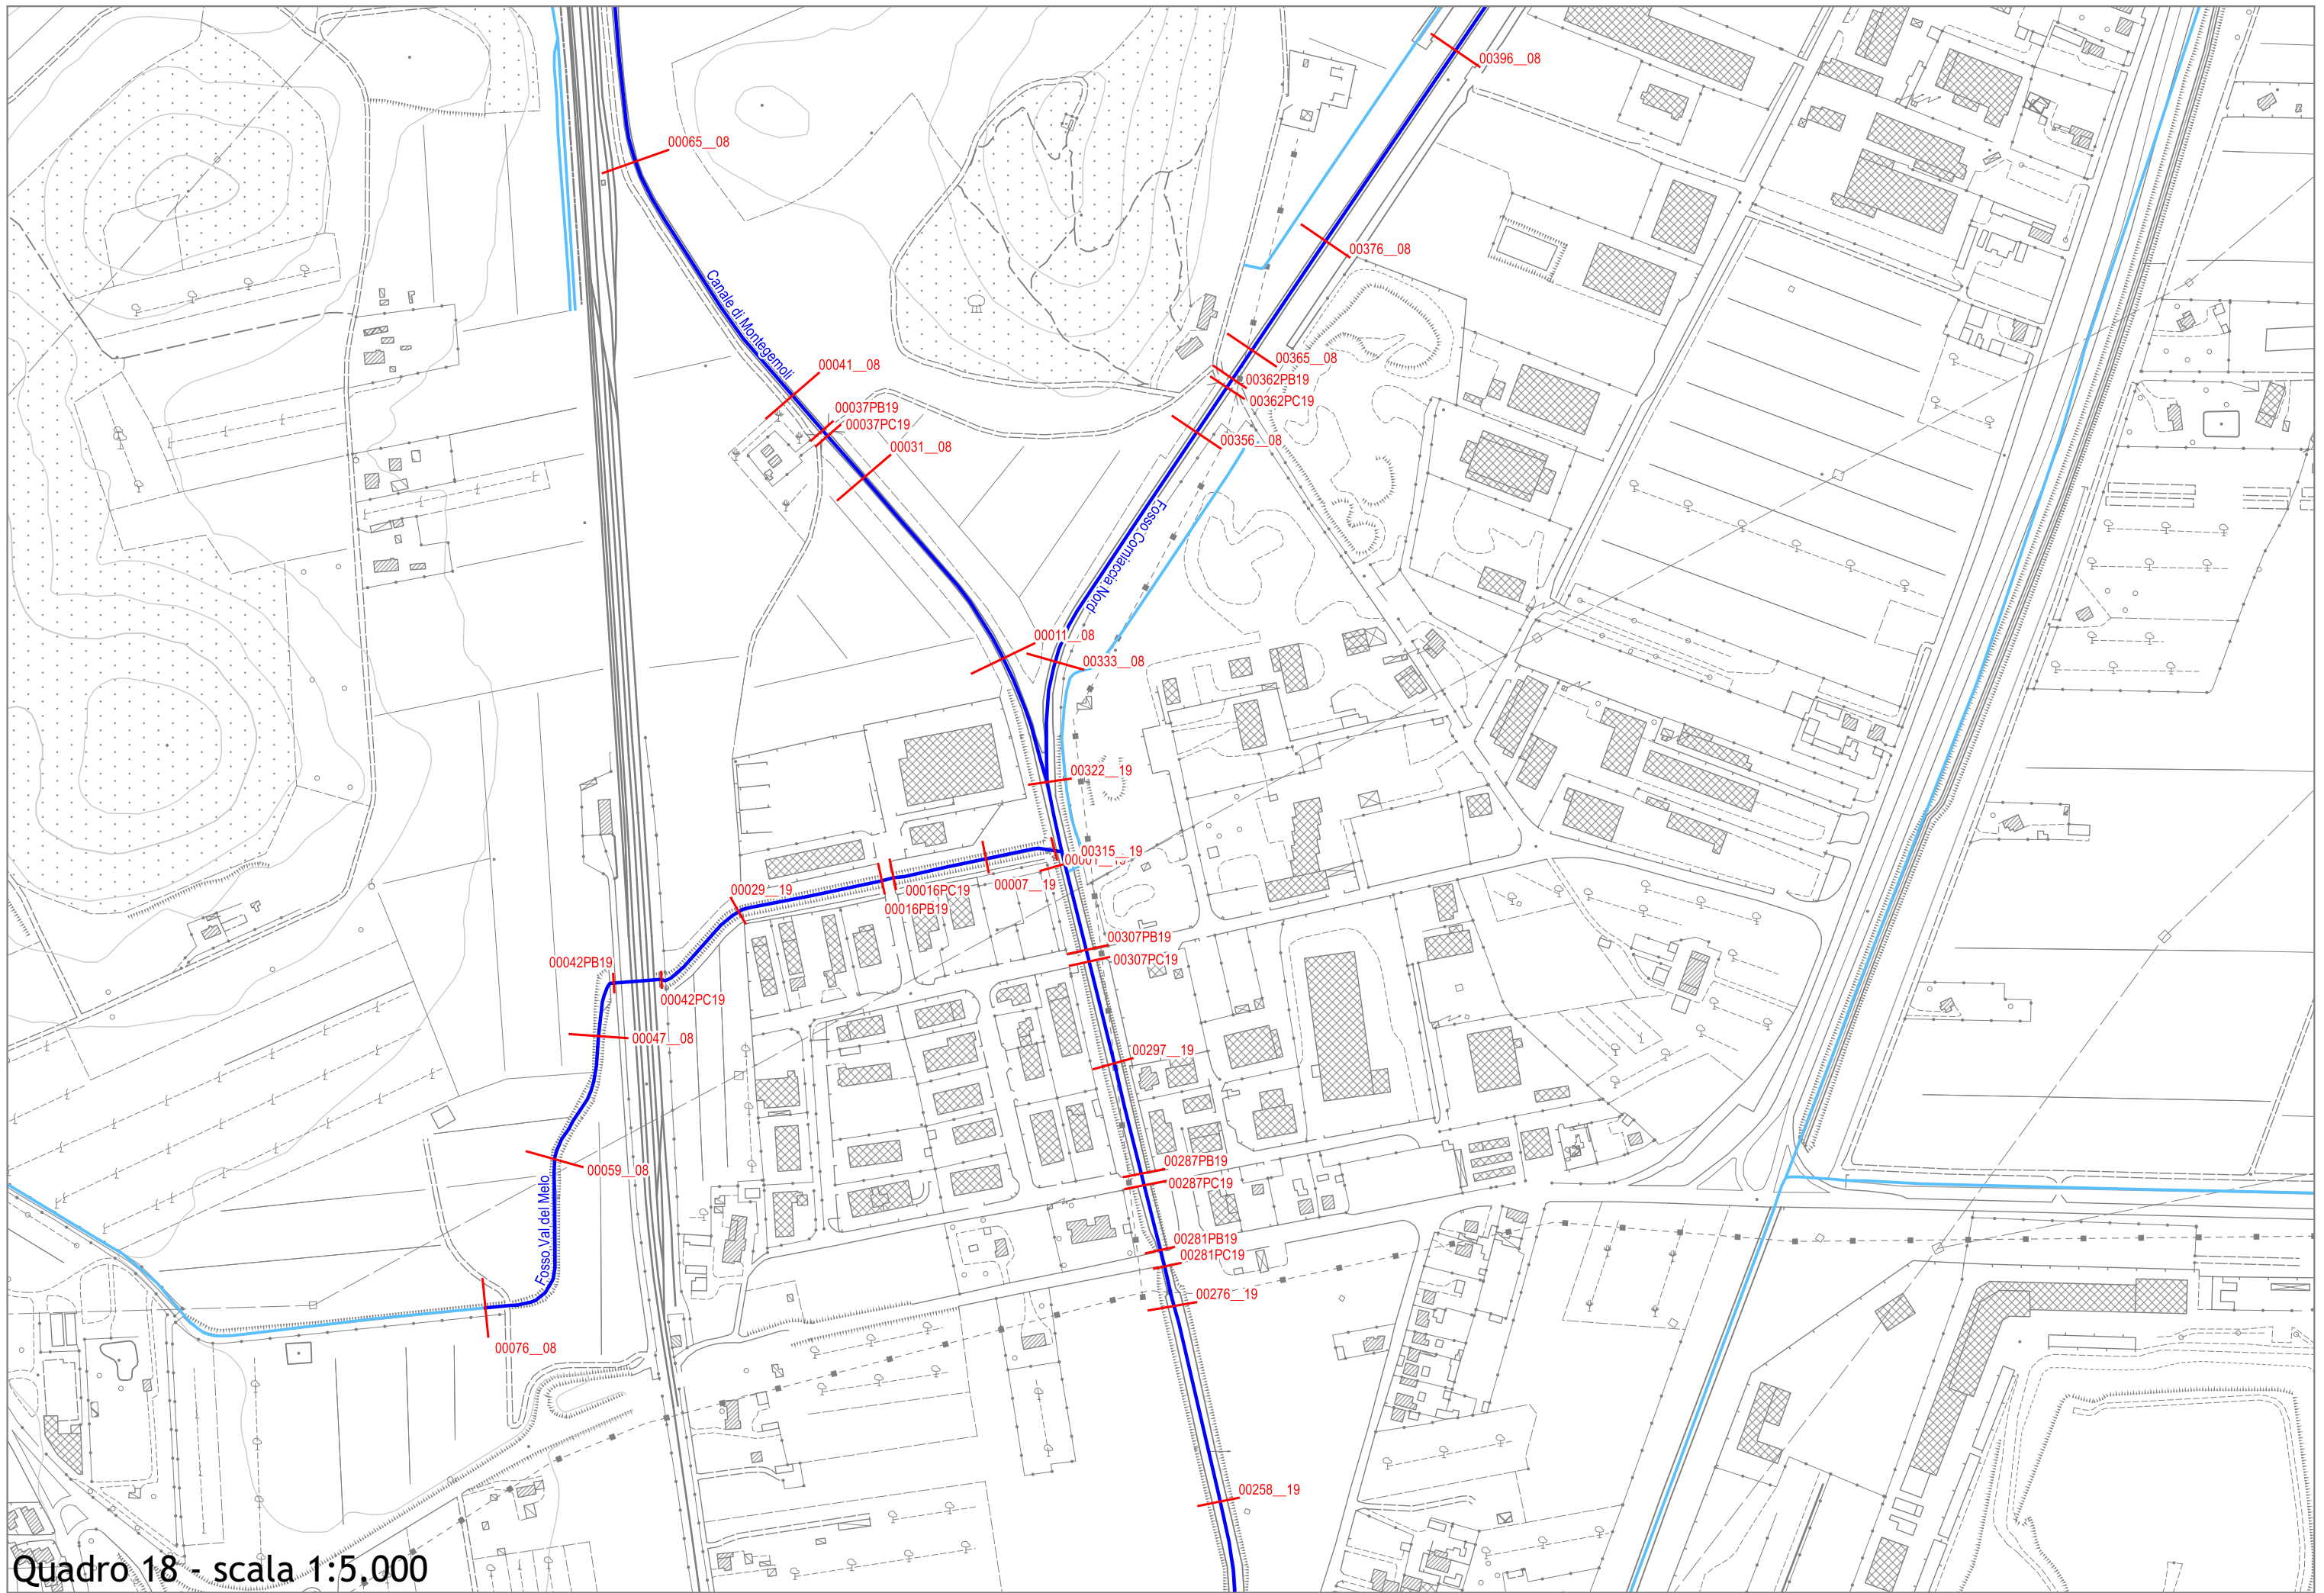 00396__08
00065__08
00376__08
Canale di Montegemoli
00365__08
00041__08
00362PB19
00362PC19
00037PB19
00037PC19
00356__08
00031__08
Fosso Corniaccia Nord
00011__08
00333__08
00322__19
00315__19
00001__19
00029__19
00016PC19
00007__19
00016PB19
00307PB19
00307PC19
00042PB19
00042PC19
00047__08
00297__19
00059__08
00287PB19
00287PC19
Fosso Val del Melo
00281PB19
00281PC19
00276__19
00076__08
00258__19
Quadro 18 - scala 1:5.000